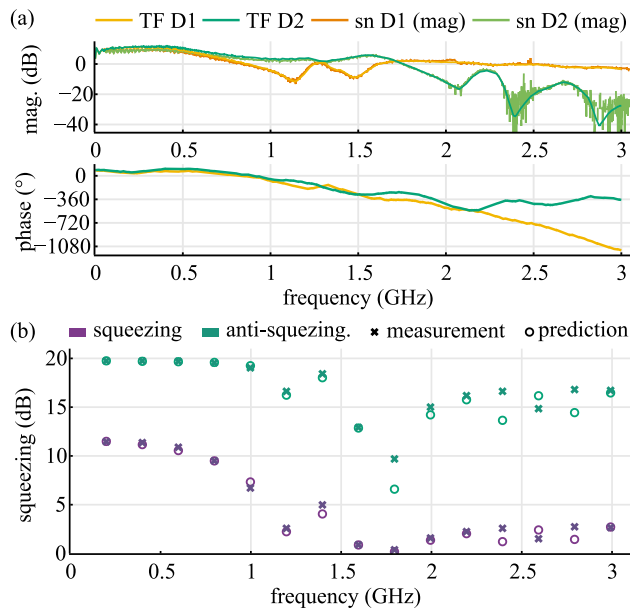 (a) TF D1 TF D2 sn D1 (mag) sn D2 (mag)
mag. (dB)
0
−20
−40
0 0.5 1 1.5 2 2.5 3
phase (°)
0
−360
−720
−1080
0 0.5 1 1.5 2 2.5 3
frequency (GHz)
(b) squeezing anti-squezing. measurement prediction
squeezing (dB)
20
15
10
5
0
0 0.5 1 1.5 2 2.5 3
frequency (GHz)